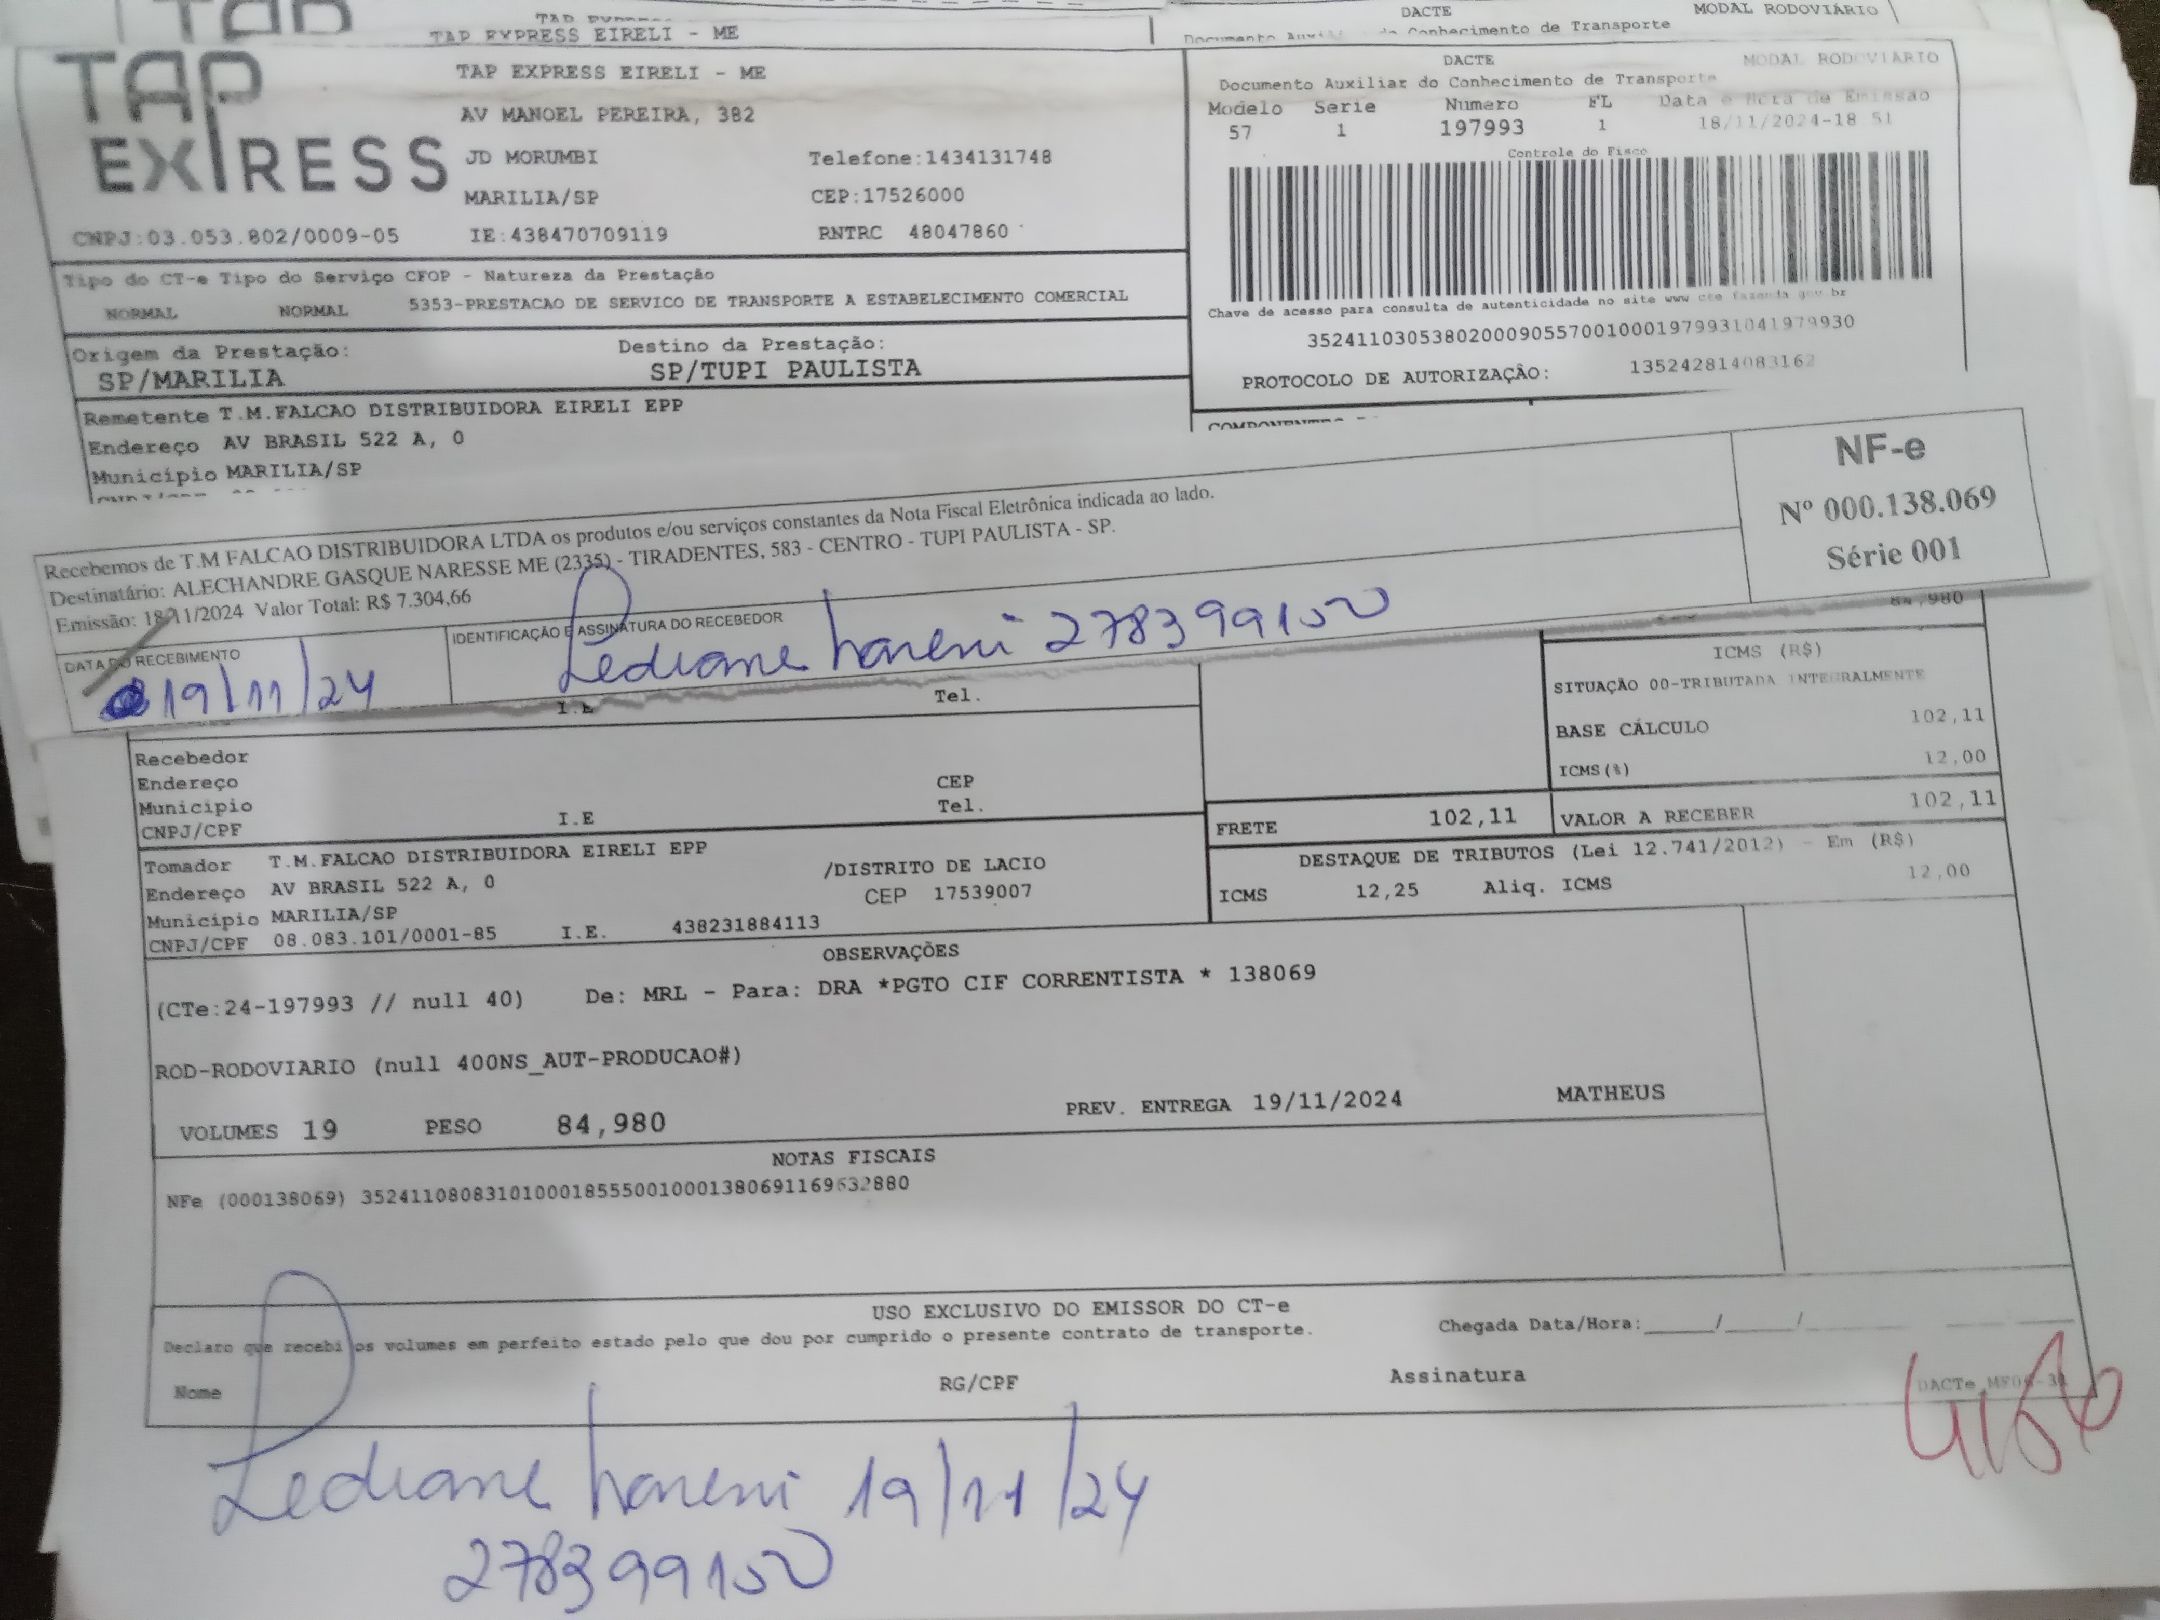 TAP EXPRESS EIRELI - ME
DACTE
MODAL RODOVIÁRIO
Conhecimento de Transporte
TAP EXPRESS
TAP EXPRESS EIRELI - ME
AV MANOEL PEREIRA, 382
JD MORUMBI
Telefone:1434131748
MARILIA/SP
CEP:17526000
CNPJ:03.053.802/0009-05
IE:438470709119
RNTRC 48047860
DACTE
MODAL RODOVIARIO
Documento Auxiliar do Conhecimento de Transporte
Modelo Serie Numero FL Data e Hora de Emissão
57 1 197993 1 18/11/2024-18 51
Controle do Fisco
Chave de acesso para consulta de autenticidade no site www cte fazenda gov br
35241103053802000905570010001979931041979930
PROTOCOLO DE AUTORIZAÇÃO: 135242814083162
Tipo do CT-e Tipo do Serviço CFOP - Natureza da Prestação
NORMAL NORMAL 5353-PRESTACAO DE SERVICO DE TRANSPORTE A ESTABELECIMENTO COMERCIAL
Origem da Prestação: Destino da Prestação:
SP/MARILIA SP/TUPI PAULISTA
Remetente T.M.FALCAO DISTRIBUIDORA EIRELI EPP
Endereço AV BRASIL 522 A, 0
Município MARILIA/SP
Recebemos de T.M FALCAO DISTRIBUIDORA LTDA os produtos e/ou serviços constantes da Nota Fiscal Eletrônica indicada ao lado.
Destinatário: ALECHANDRE GASQUE NARESSE ME (2335) - TIRADENTES, 583 - CENTRO - TUPI PAULISTA - SP.
Emissão: 18/11/2024 Valor Total: R$ 7.304,66
NF-e
Nº 000.138.069
Série 001
DATA DO RECEBIMENTO
IDENTIFICAÇÃO E ASSINATURA DO RECEBEDOR
19/11/24
278399150
84,980
I.E Tel.
ICMS (R$)
SITUAÇÃO 00-TRIBUTADA INTEGRALMENTE
BASE CÁLCULO 102,11
ICMS(%) 12,00
Recebedor
Endereço CEP
Município Tel.
CNPJ/CPF I.E
FRETE 102,11 VALOR A RECEBER 102,11
Tomador T.M.FALCAO DISTRIBUIDORA EIRELI EPP
Endereço AV BRASIL 522 A, 0 /DISTRITO DE LACIO
Município MARILIA/SP CEP 17539007
CNPJ/CPF 08.083.101/0001-85 I.E. 438231884113
DESTAQUE DE TRIBUTOS (Lei 12.741/2012) - Em (R$)
ICMS 12,25 Aliq. ICMS 12,00
OBSERVAÇÕES
(CTe:24-197993 // null 40) De: MRL - Para: DRA *PGTO CIF CORRENTISTA * 138069
ROD-RODOVIARIO (null 400NS_AUT-PRODUCAO#)
VOLUMES 19 PESO 84,980 PREV. ENTREGA 19/11/2024 MATHEUS
NOTAS FISCAIS
NFe (000138069) 35241108083101000185550010001380691169632880
USO EXCLUSIVO DO EMISSOR DO CT-e
Declaro que recebi os volumes em perfeito estado pelo que dou por cumprido o presente contrato de transporte.
Chegada Data/Hora:
Nome RG/CPF Assinatura
19/11/24
278399150